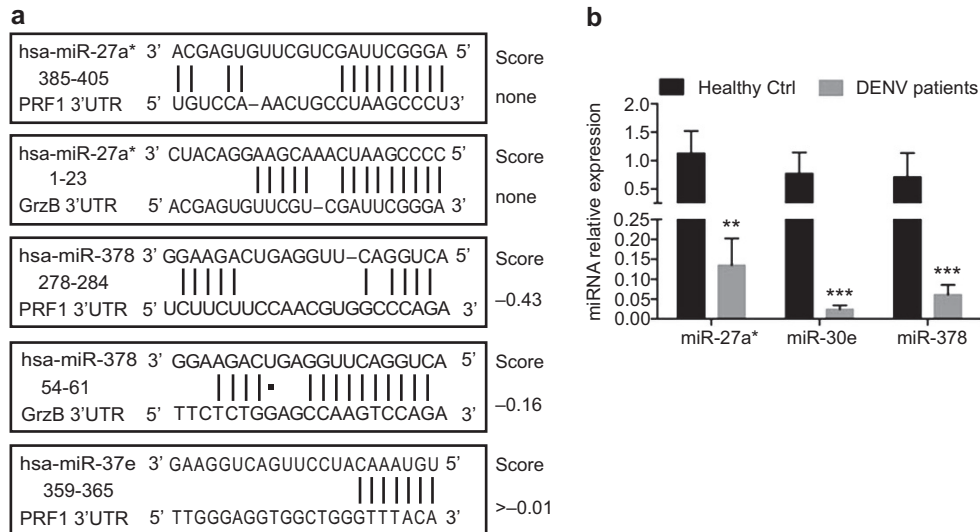 a
hsa-miR-27a* 3’ ACGAGUGUUCGUCGAUUCGGGA 5’ Score
385-405
PRF1 3’UTR 5’ UGUCCA–AACUGCCUAAGCCCU3’ none
hsa-miR-27a* 3’ CUACAGGAAGCAAACUAAGCCCC 5’ Score
1-23
GrzB 3’UTR 5’ ACGAGUGUUCGU–CGAUUCGGGA 3’ none
hsa-miR-378 3’ GGAAGACUGAGGUU–CAGGUCA 5’ Score
278-284
PRF1 3’UTR 5’ UCUUCUUCCAACGUGGCCCAGA 3’ –0.43
hsa-miR-378 3’ GGAAGACUGAGGUUCAGGUCA 5’ Score
54-61
GrzB 3’UTR 5’ TTCTCTGGAGCCAAGTCCAGA 3’ –0.16
hsa-miR-37e 3’ GAAGGUCAGUUCCUACAAAUGU 5’ Score
359-365
PRF1 3’UTR 5’ TTGGGAGGTGGCTGGGTTTACA 3’ >–0.01
b
Healthy Ctrl DENV patients
miRNA relative expression
2.0
1.5
1.0
0.5
0.25
0.20
0.15
0.10
0.05
0.00
**
***
***
miR-27a* miR-30e miR-378